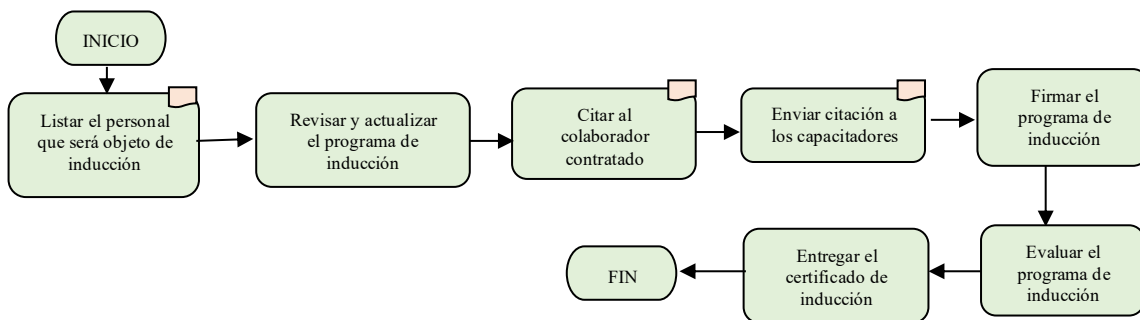 INICIO
Listar el personal
que será objeto de
inducción
Revisar y actualizar
el programa de
inducción
Citar al
colaborador
contratado
Enviar citación a
los capacitadores
Firmar el
programa de
inducción
Evaluar el
programa de
inducción
Entregar el
certificado de
inducción
FIN